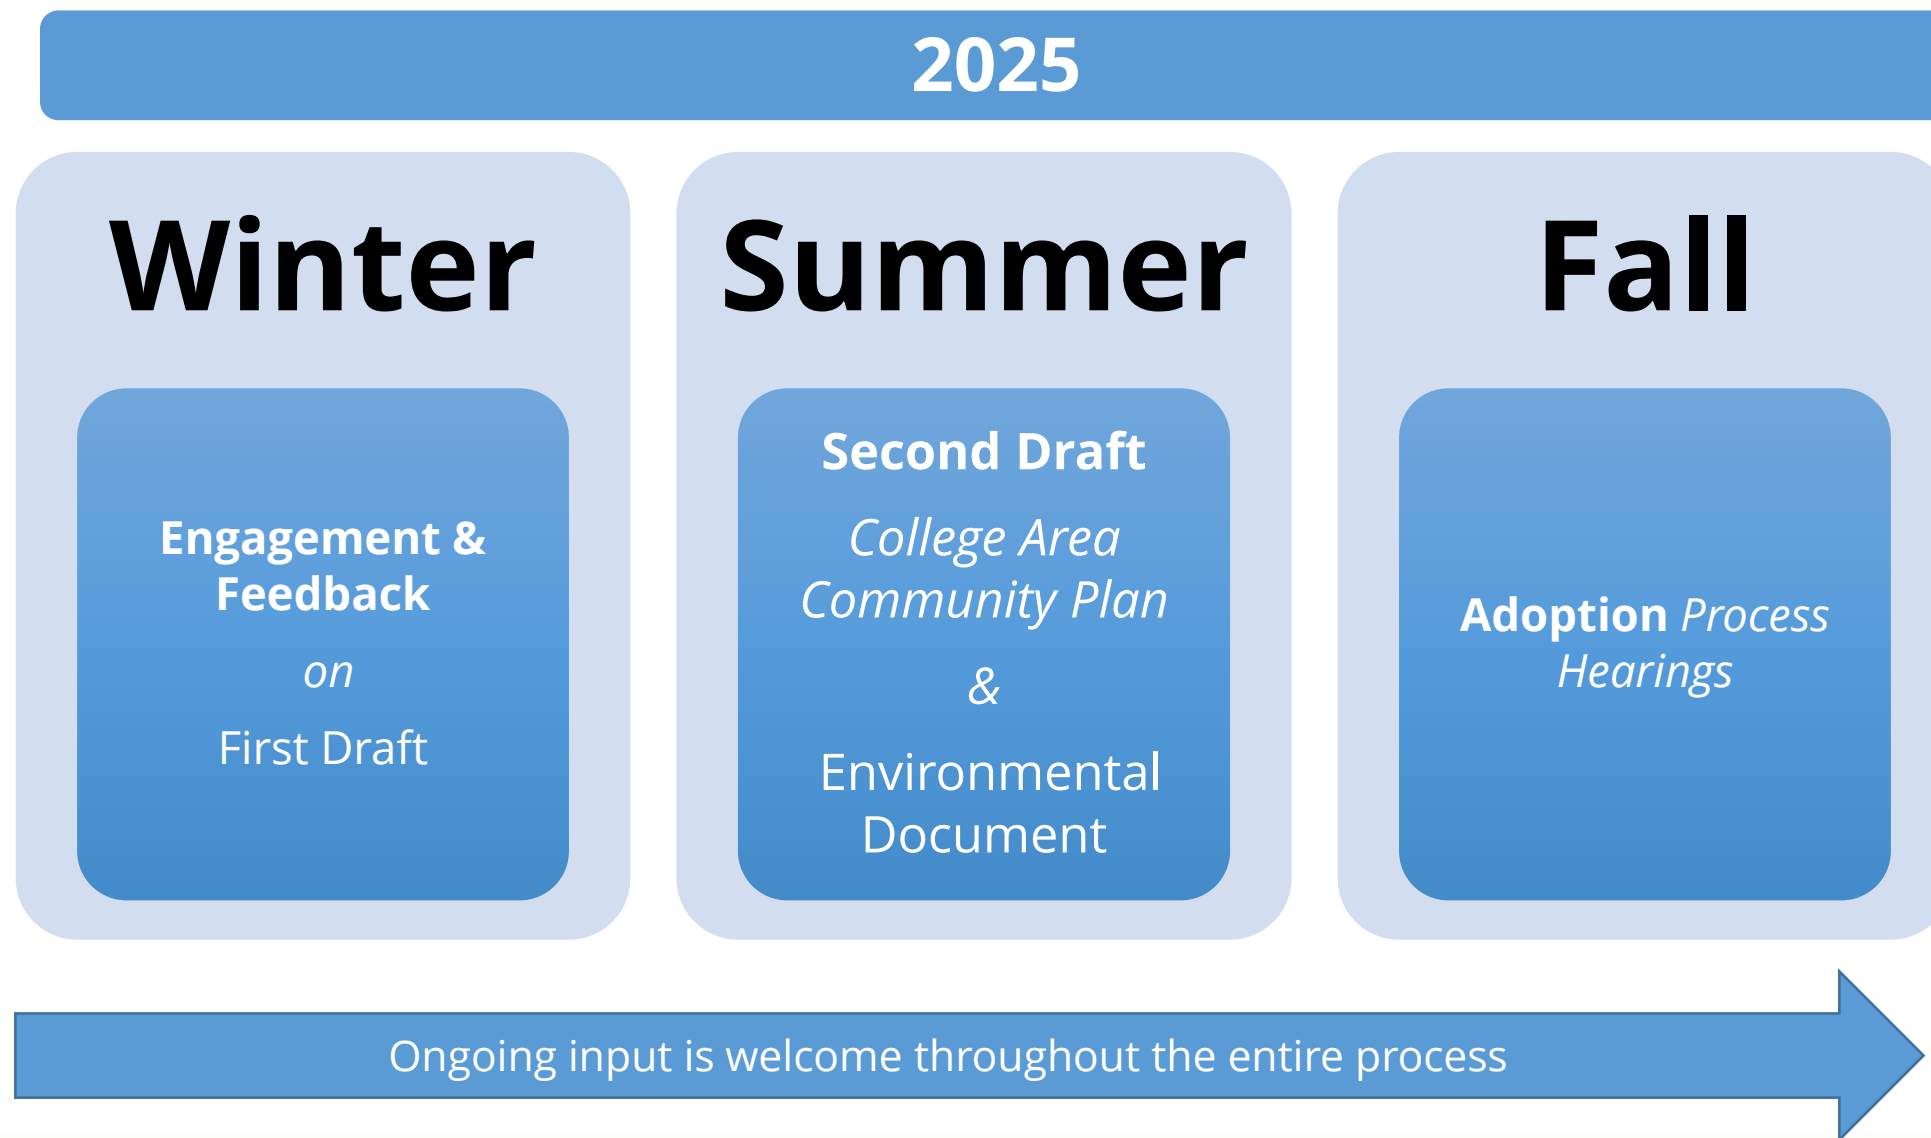 2025
Winter
Engagement &
Feedback
on
First Draft
Summer
Second Draft
College Area
Community Plan
&
Environmental
Document
Fall
Adoption Process
Hearings
Ongoing input is welcome throughout the entire process